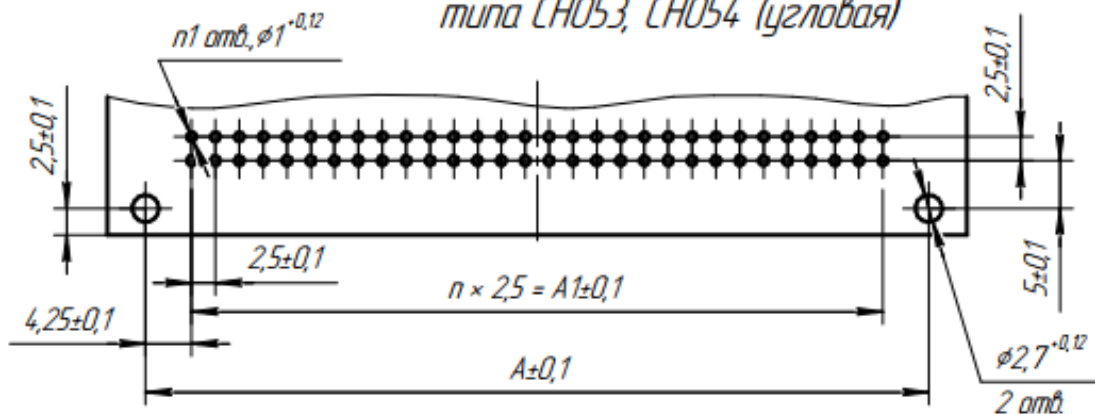 типа СНО53, СНО54 (угловая)
n1 отв., ⌀1+0,12
2,5±0,1
2,5±0,1
2,5±0,1
n × 2,5 = A1±0,1
4,25±0,1
5±0,1
A±0,1
⌀2,7+0,12
2 отв.